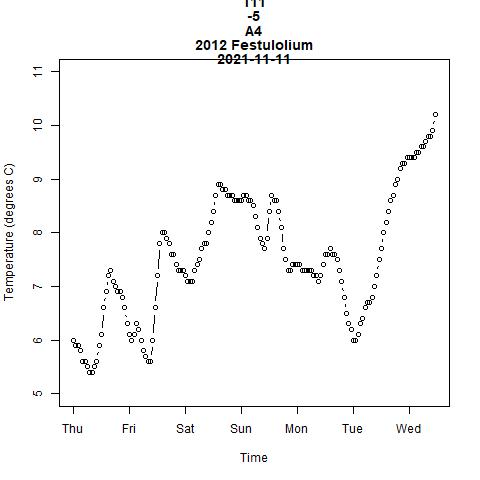 T11
-5
A4
2012 Festulolium
2021-11-11
Temperature (degrees C)
11
10
9
8
7
6
5
Thu Fri Sat Sun Mon Tue Wed
Time